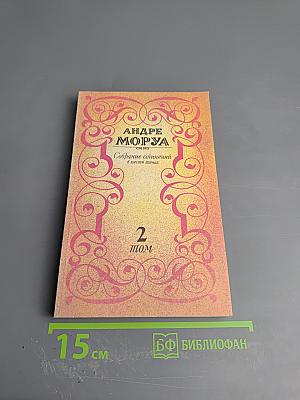 АНДРЕ
МОРУА
Собрание сочинений
в шести томах
2
ТОМ
15 см
БФ БИБЛИОФАН